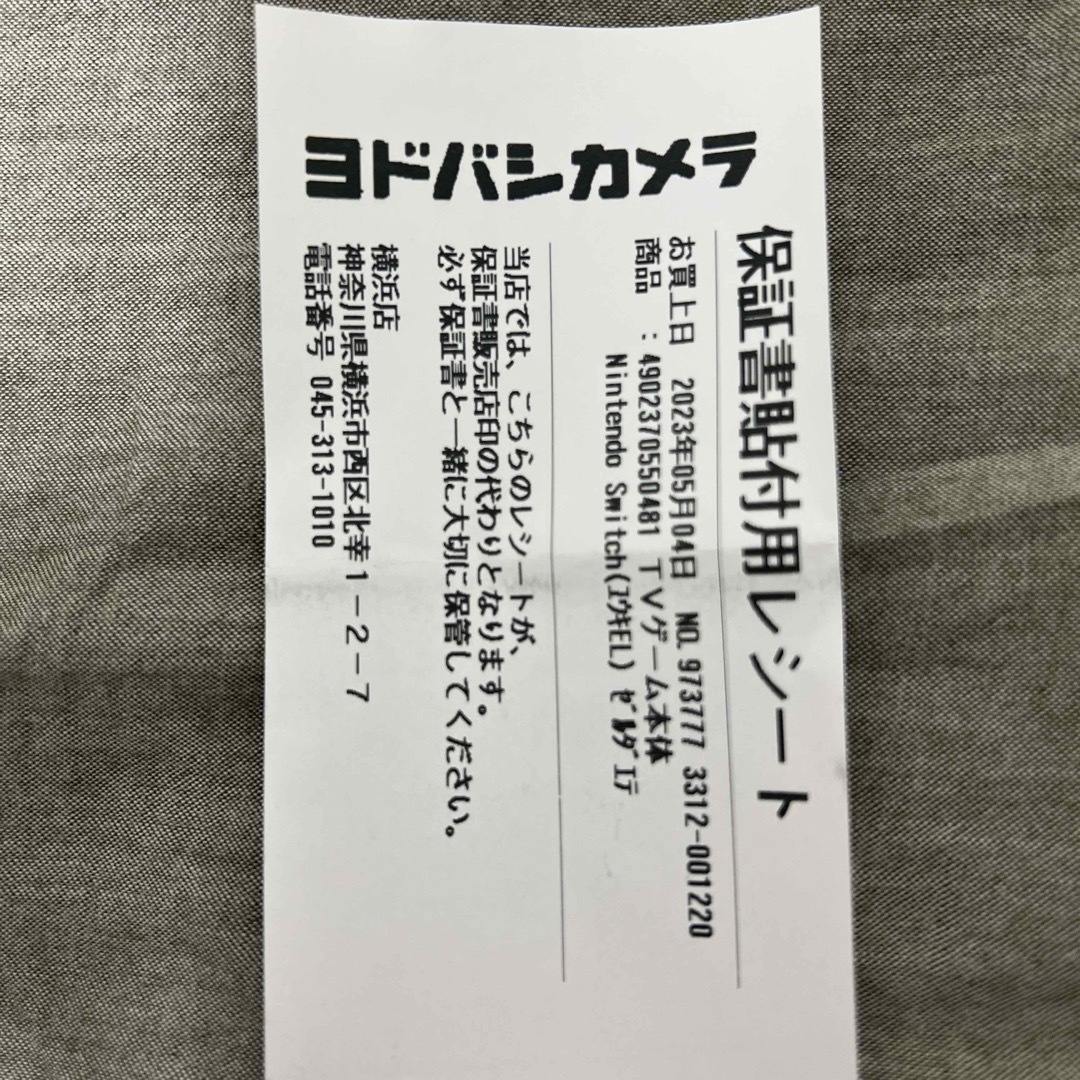 ヨドバシカメラ
保証書貼付用レシート
お買上日 2023年05月04日 NO.973777 3312-001220
商品 :4902370550481 TVゲーム本体
Nintendo Switch(ユウキEL) ゼルダエデ
当店では、こちらのレシートが、
保証書販売店印の代わりとなります。
必ず保証書と一緒に大切に保管してください。
横浜店
神奈川県横浜市西区北幸1-2-7
電話番号 045-313-1010